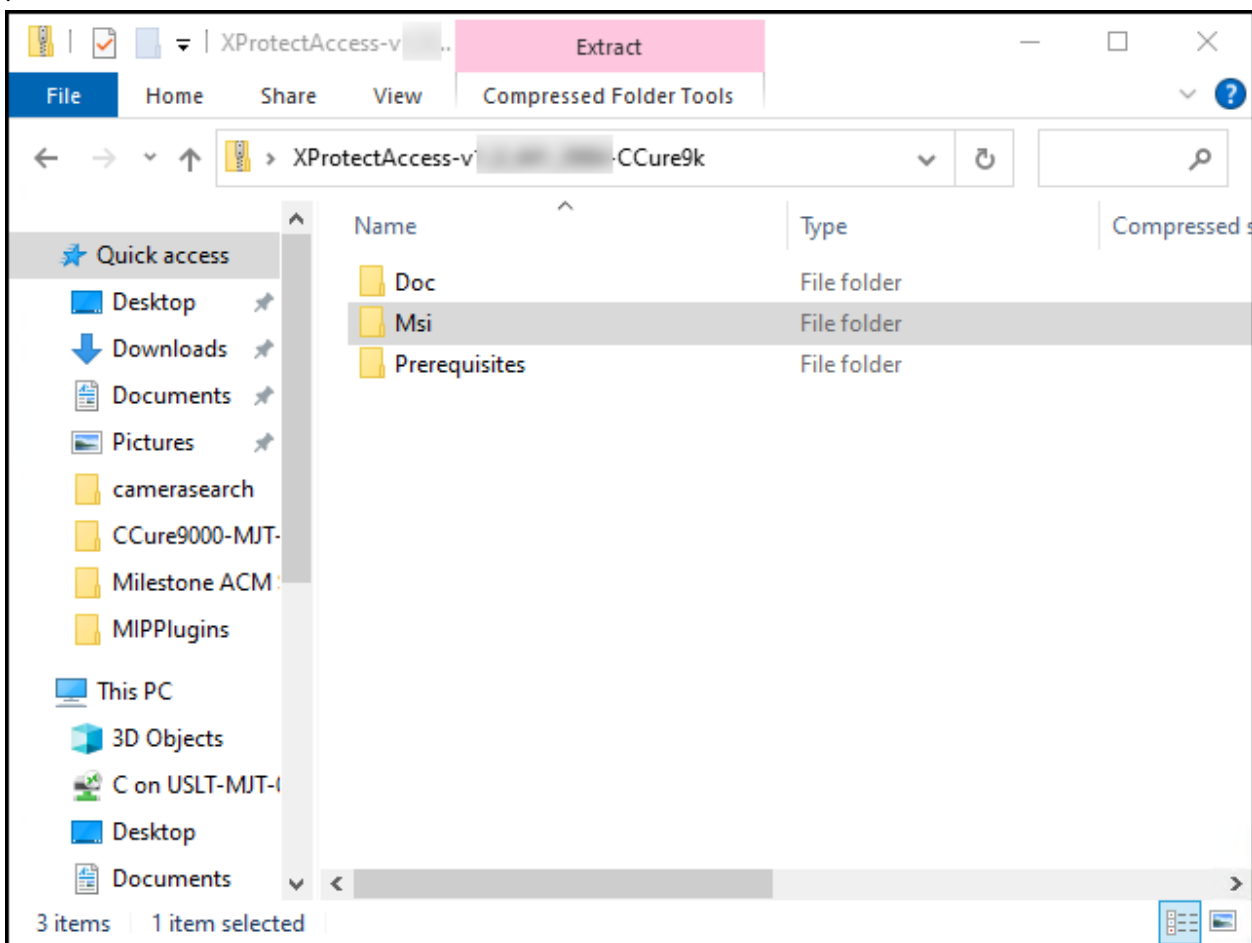 XProtectAccess-v ..
Extract
File Home Share View Compressed Folder Tools
XProtectAccess-v -CCure9k
Name Type Compressed s
Quick access
Desktop
Downloads
Documents
Pictures
camerasearch
CCure9000-MJT-
Milestone ACM
MIPPlugins
This PC
3D Objects
C on USLT-MJT-
Desktop
Documents
Doc File folder
Msi File folder
Prerequisites File folder
3 items 1 item selected